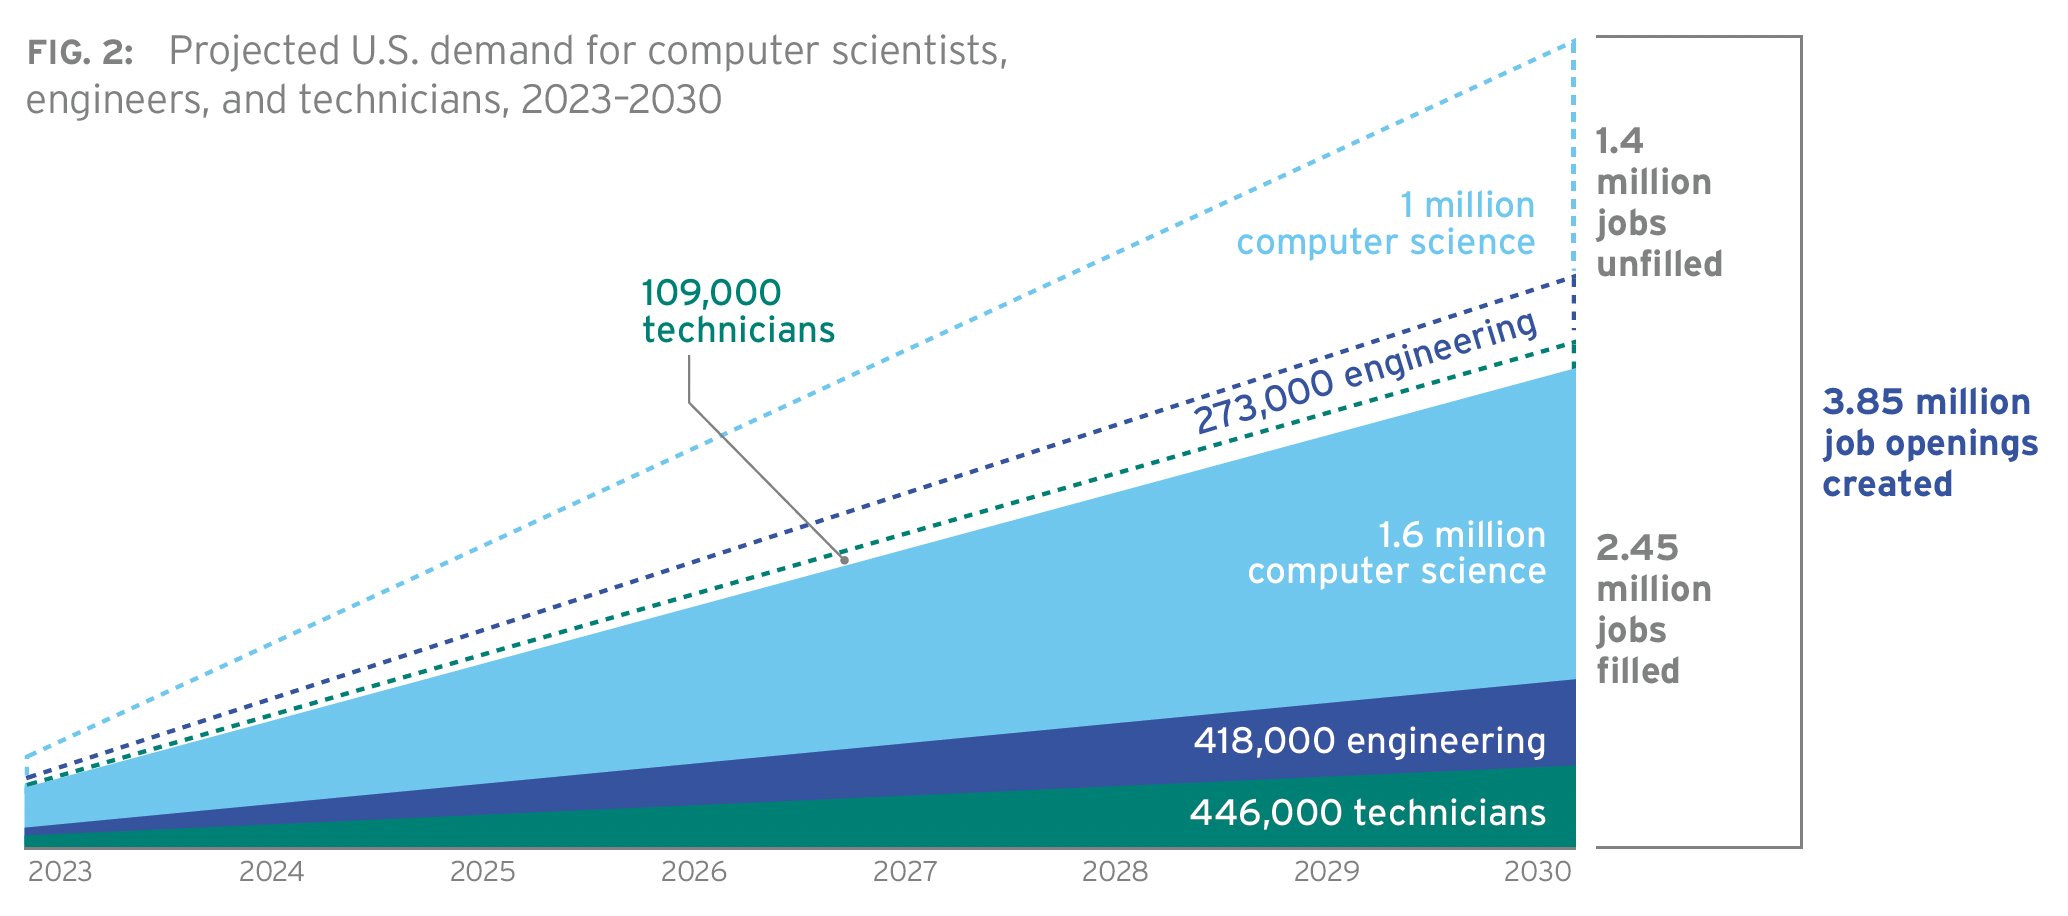 FIG. 2: Projected U.S. demand for computer scientists,
engineers, and technicians, 2023–2030
1 million
computer science
109,000
technicians
273,000 engineering
1.6 million
computer science
418,000 engineering
446,000 technicians
1.4
million
jobs
unfilled
2.45
million
jobs
filled
3.85 million
job openings
created
2023 2024 2025 2026 2027 2028 2029 2030